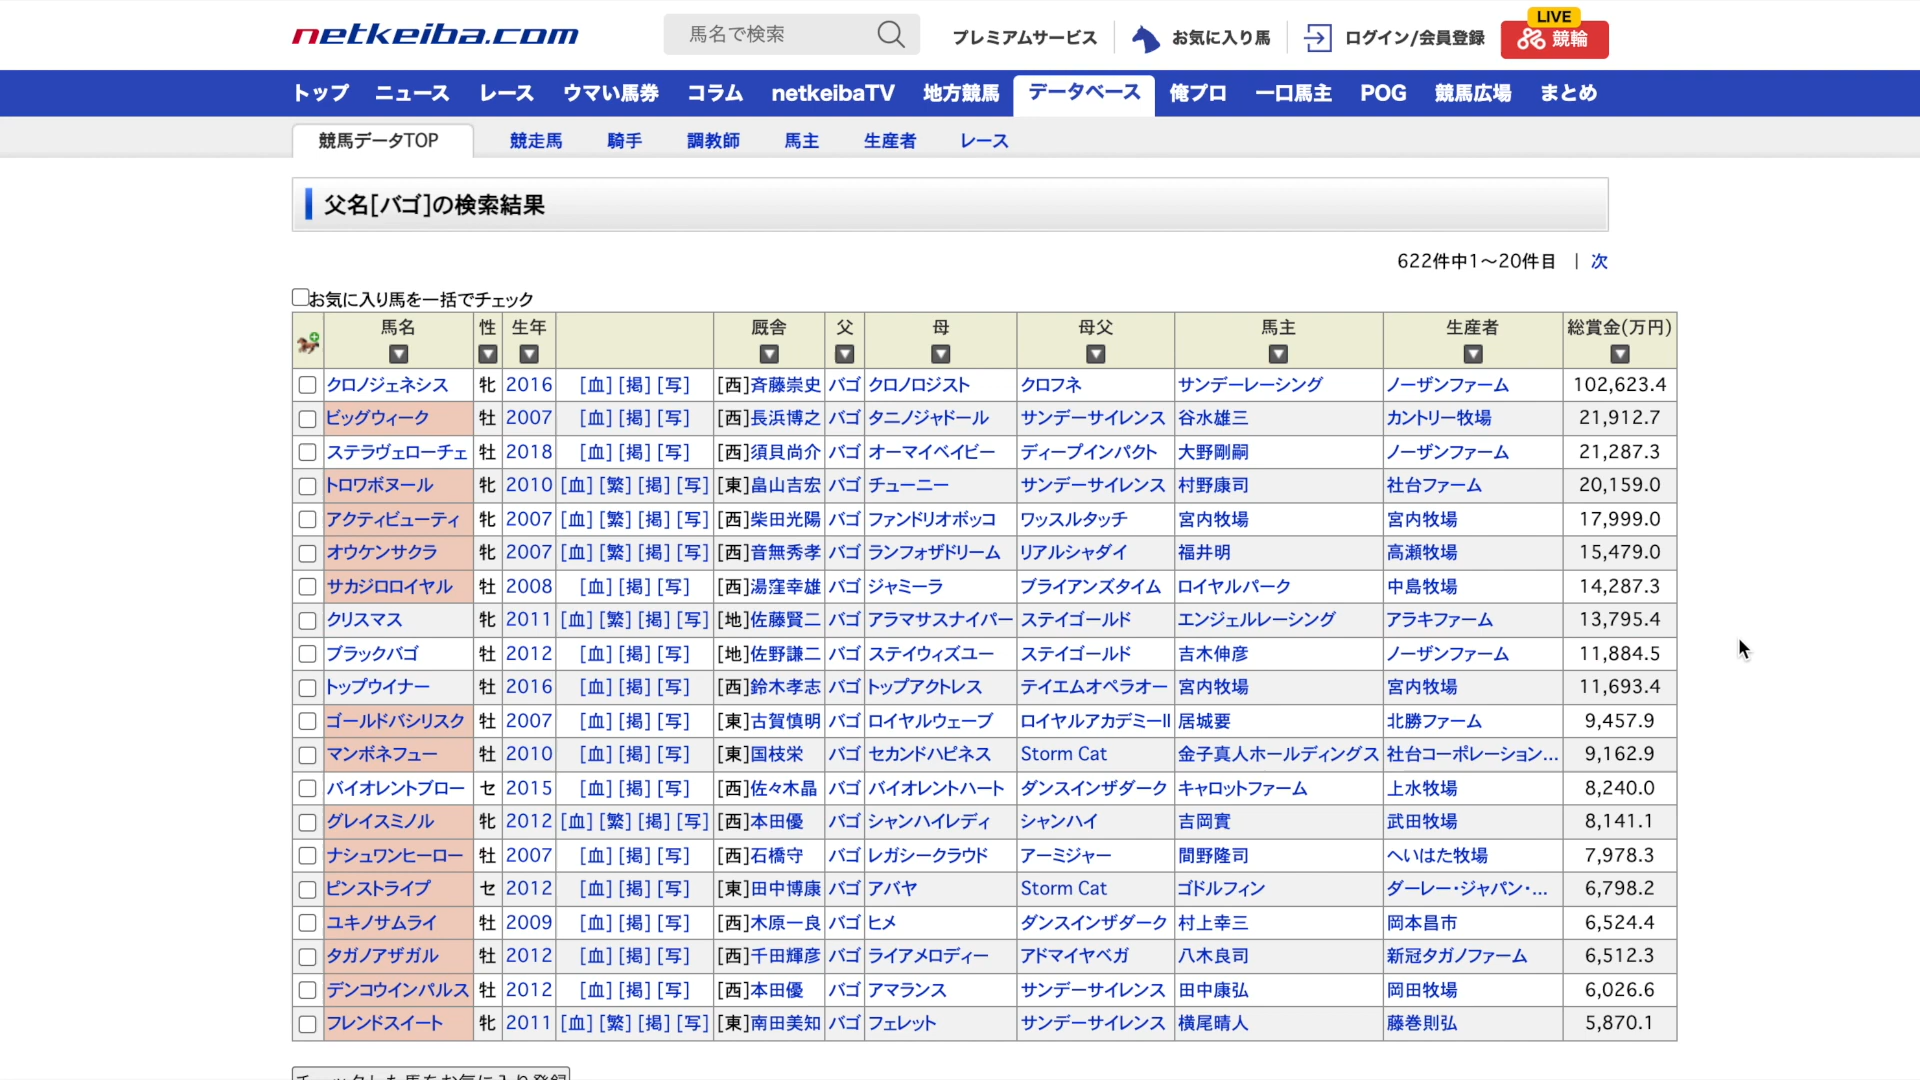 netkeiba.com 馬名で検索 プレミアムサービス お気に入り馬 ログイン/会員登録 LIVE 競輪
トップ ニュース レース ウマい馬券 コラム netkeibaTV 地方競馬 データベース 俺プロ 一口馬主 POG 競馬広場 まとめ
競馬データTOP 競走馬 騎手 調教師 馬主 生産者 レース
父名[バゴ]の検索結果
622件中1～20件目 | 次
お気に入り馬を一括でチェック
馬名 性 生年 厩舎 父 母 母父 馬主 生産者 総賞金(万円)
クロノジェネシス 牝 2016 [血] [掲] [写] [西]斉藤崇史 バゴ クロノロジスト クロフネ サンデーレーシング ノーザンファーム 102,623.4
ビッグウィーク 牡 2007 [血] [掲] [写] [西]長浜博之 バゴ タニノジャドール サンデーサイレンス 谷水雄三 カントリー牧場 21,912.7
ステラヴェローチェ 牡 2018 [血] [掲] [写] [西]須貝尚介 バゴ オーマイベイビー ディープインパクト 大野剛嗣 ノーザンファーム 21,287.3
トロワボヌール 牝 2010 [血] [繁] [掲] [写] [東]畠山吉宏 バゴ チューニー サンデーサイレンス 村野康司 社台ファーム 20,159.0
アクティビューティ 牝 2007 [血] [繁] [掲] [写] [西]柴田光陽 バゴ ファンドリオボッコ ワッスルタッチ 宮内牧場 宮内牧場 17,999.0
オウケンサクラ 牝 2007 [血] [繁] [掲] [写] [西]音無秀孝 バゴ ランフォザドリーム リアルシャダイ 福井明 高瀬牧場 15,479.0
サカジロロイヤル 牡 2008 [血] [掲] [写] [西]湯窪幸雄 バゴ ジャミーラ ブライアンズタイム ロイヤルパーク 中島牧場 14,287.3
クリスマス 牝 2011 [血] [繁] [掲] [写] [地]佐藤賢二 バゴ アラマサスナイパー ステイゴールド エンジェルレーシング アラキファーム 13,795.4
ブラックバゴ 牡 2012 [血] [掲] [写] [地]佐野謙二 バゴ ステイウィズユー ステイゴールド 吉木伸彦 ノーザンファーム 11,884.5
トップウイナー 牡 2016 [血] [掲] [写] [西]鈴木孝志 バゴ トップアクトレス テイエムオペラオー 宮内牧場 宮内牧場 11,693.4
ゴールドバシリスク 牡 2007 [血] [掲] [写] [東]古賀慎明 バゴ ロイヤルウェーブ ロイヤルアカデミーII 居城要 北勝ファーム 9,457.9
マンボネフュー 牡 2010 [血] [掲] [写] [東]国枝栄 バゴ セカンドハピネス Storm Cat 金子真人ホールディングス 社台コーポレーション... 9,162.9
バイオレントブロー セ 2015 [血] [掲] [写] [西]佐々木晶 バゴ バイオレントハート ダンスインザダーク キャロットファーム 上水牧場 8,240.0
グレイスミノル 牝 2012 [血] [繁] [掲] [写] [西]本田優 バゴ シャンハイレディ シャンハイ 吉岡實 武田牧場 8,141.1
ナシュワンヒーロー 牡 2007 [血] [掲] [写] [西]石橋守 バゴ レガシークラウド アーミジャー 間野隆司 へいはた牧場 7,978.3
ピンストライプ セ 2012 [血] [掲] [写] [東]田中博康 バゴ アバヤ Storm Cat ゴドルフィン ダーレー・ジャパン・... 6,798.2
ユキノサムライ 牡 2009 [血] [掲] [写] [西]木原一良 バゴ ヒメ ダンスインザダーク 村上幸三 岡本昌市 6,524.4
タガノアザガル 牡 2012 [血] [掲] [写] [西]千田輝彦 バゴ ライアメロディー アドマイヤベガ 八木良司 新冠タガノファーム 6,512.3
デンコウインパルス 牡 2012 [血] [掲] [写] [西]本田優 バゴ アマランス サンデーサイレンス 田中康弘 岡田牧場 6,026.6
フレンドスイート 牝 2011 [血] [繁] [掲] [写] [東]南田美知 バゴ フェレット サンデーサイレンス 横尾晴人 藤巻則弘 5,870.1
チェックした馬をお気に入り登録